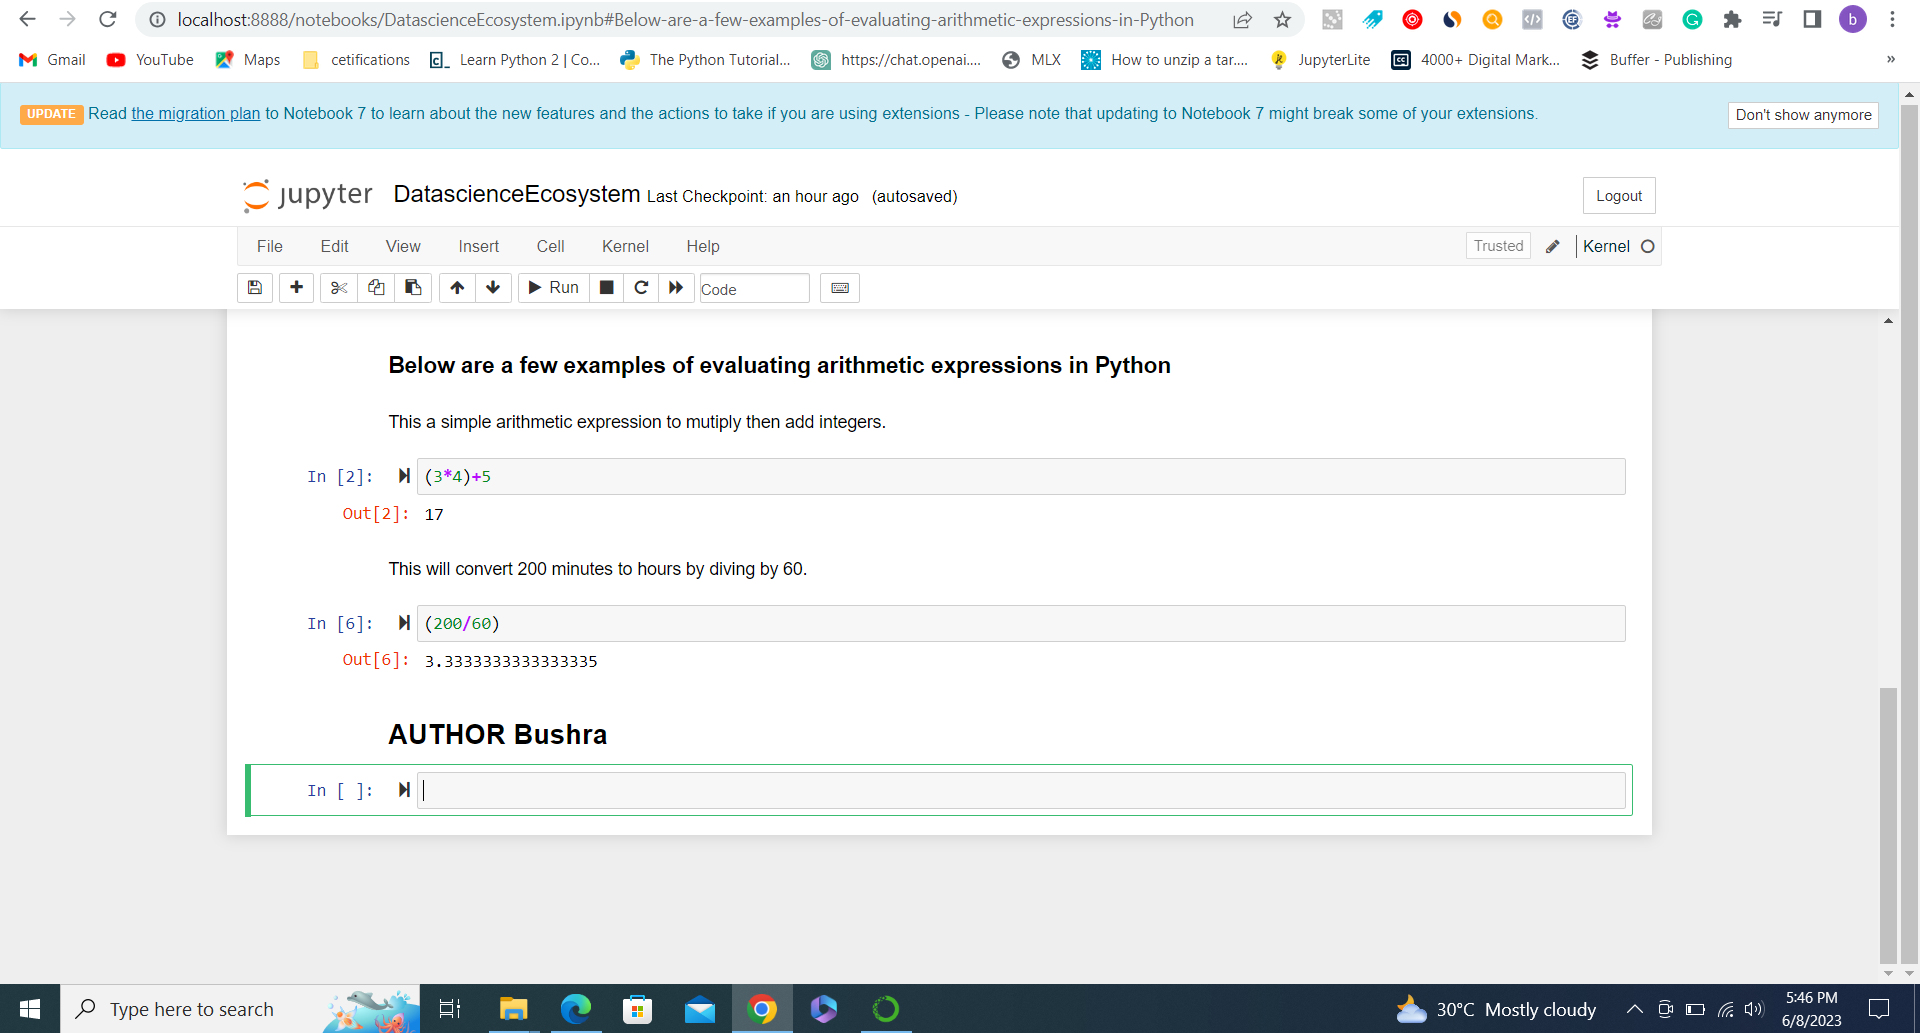 localhost:8888/notebooks/DatascienceEcosystem.ipynb#Below-are-a-few-examples-of-evaluating-arithmetic-expressions-in-Python
b
Gmail YouTube Maps cetifications Learn Python 2 | Co... The Python Tutorial... https://chat.openai.... MLX How to unzip a tar.... JupyterLite 4000+ Digital Mark... Buffer - Publishing »
UPDATE Read the migration plan to Notebook 7 to learn about the new features and the actions to take if you are using extensions - Please note that updating to Notebook 7 might break some of your extensions. Don't show anymore
jupyter DatascienceEcosystem Last Checkpoint: an hour ago (autosaved) Logout
File Edit View Insert Cell Kernel Help Trusted Kernel
Run Code
Below are a few examples of evaluating arithmetic expressions in Python
This a simple arithmetic expression to mutiply then add integers.
In [2]: (3*4)+5
Out[2]: 17
This will convert 200 minutes to hours by diving by 60.
In [6]: (200/60)
Out[6]: 3.3333333333333335
AUTHOR Bushra
In [ ]:
Type here to search 30°C Mostly cloudy 5:46 PM
6/8/2023